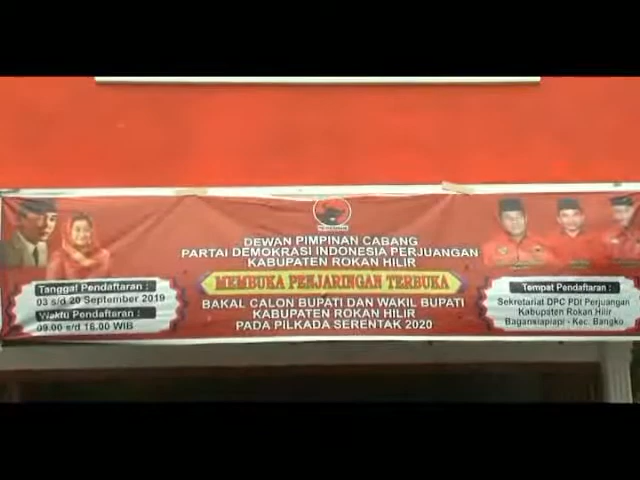 DEWAN PIMPINAN CABANG
PARTAI DEMOKRASI INDONESIA PERJUANGAN
KABUPATEN ROKAN HILIR
MEMBUKA PENJARINGAN TERBUKA
BAKAL CALON BUPATI DAN WAKIL BUPATI
KABUPATEN ROKAN HILIR
PADA PILKADA SERENTAK 2020
Tanggal Pendaftaran :
03 s/d 20 September 2019
Waktu Pendaftaran :
09.00 s/d 16.00 WIB
Tempat Pendaftaran :
Sekretariat DPC PDI Perjuangan
Kabupaten Rokan Hilir
Bagansiapiapi - Kec. Bangko